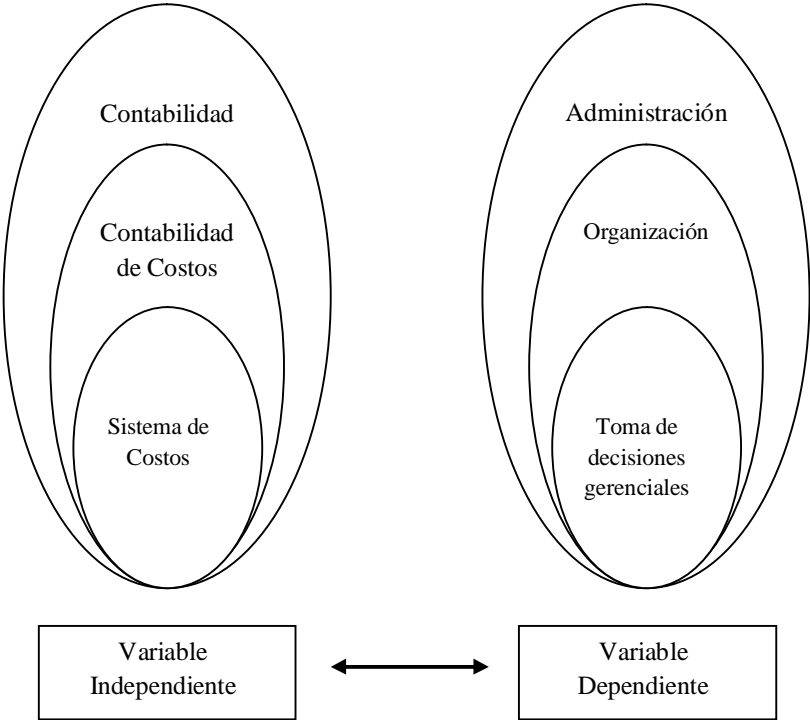 Contabilidad
Contabilidad
de Costos
Sistema de
Costos
Variable
Independiente
Administración
Organización
Toma de
decisiones
gerenciales
Variable
Dependiente